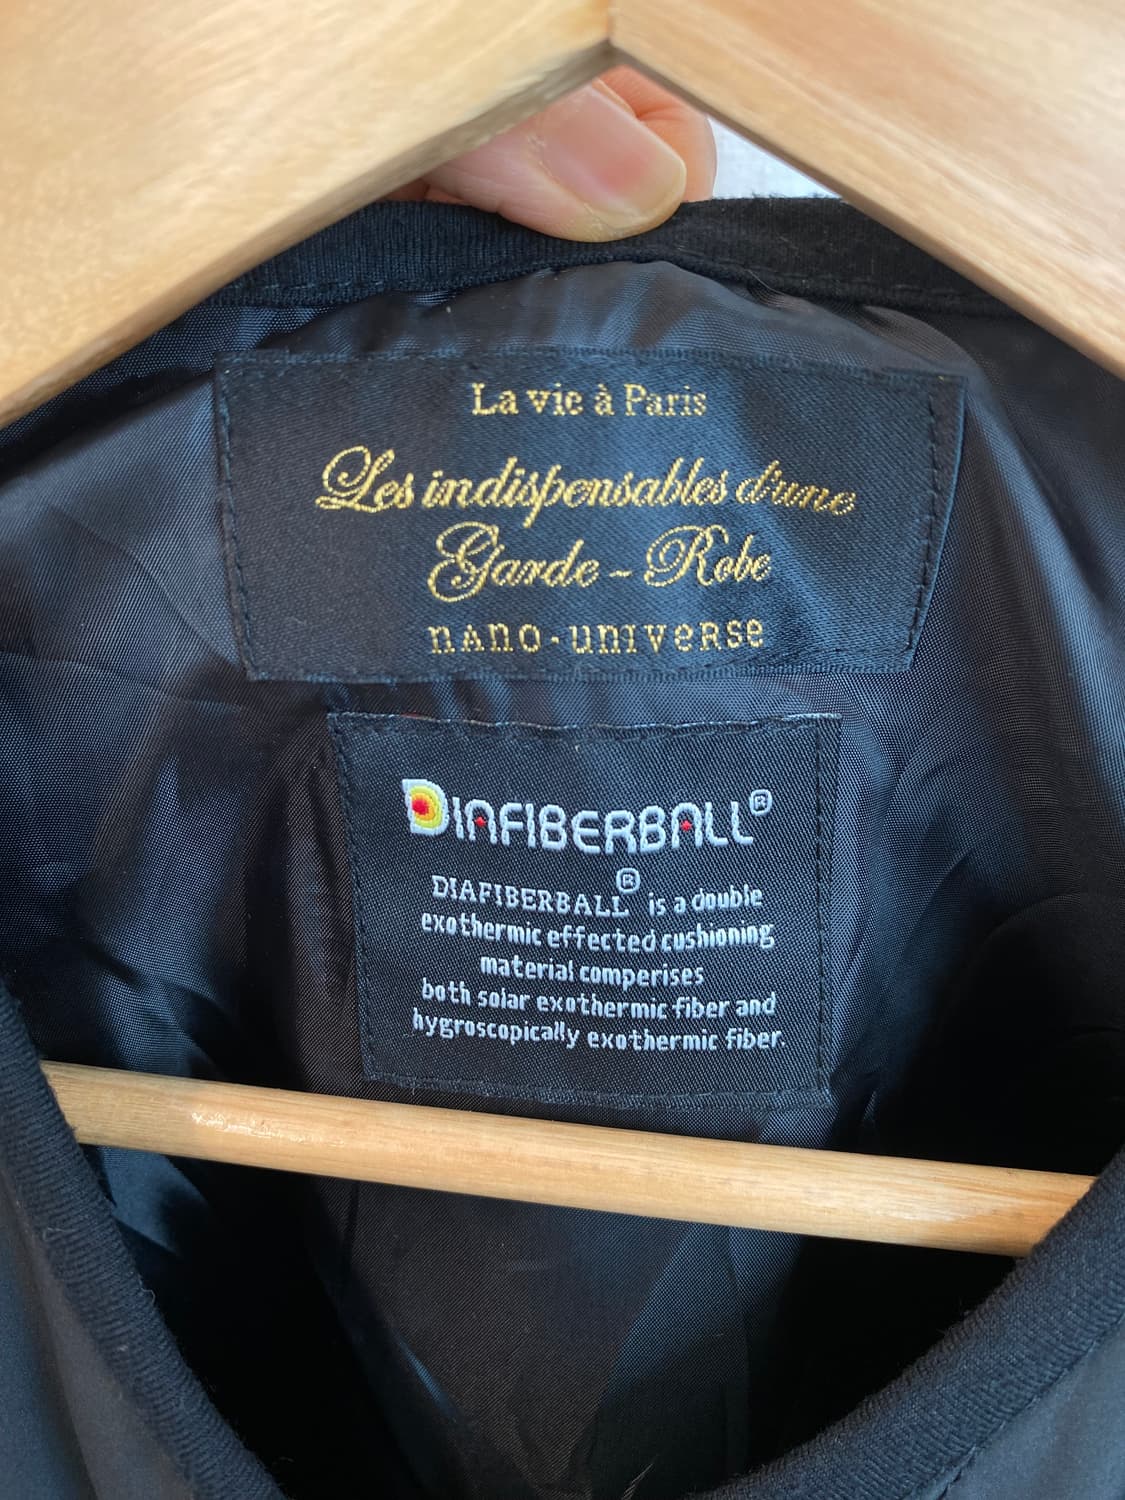 La vie à Paris
Les indispensables d'une
Garde - Robe
nAnO-unIVeRSe
DIAFIBERBALL®
DIAFIBERBALL® is a double
exothermic effected cushioning
material comperises
both solar exothermic fiber and
hygroscopically exothermic fiber.